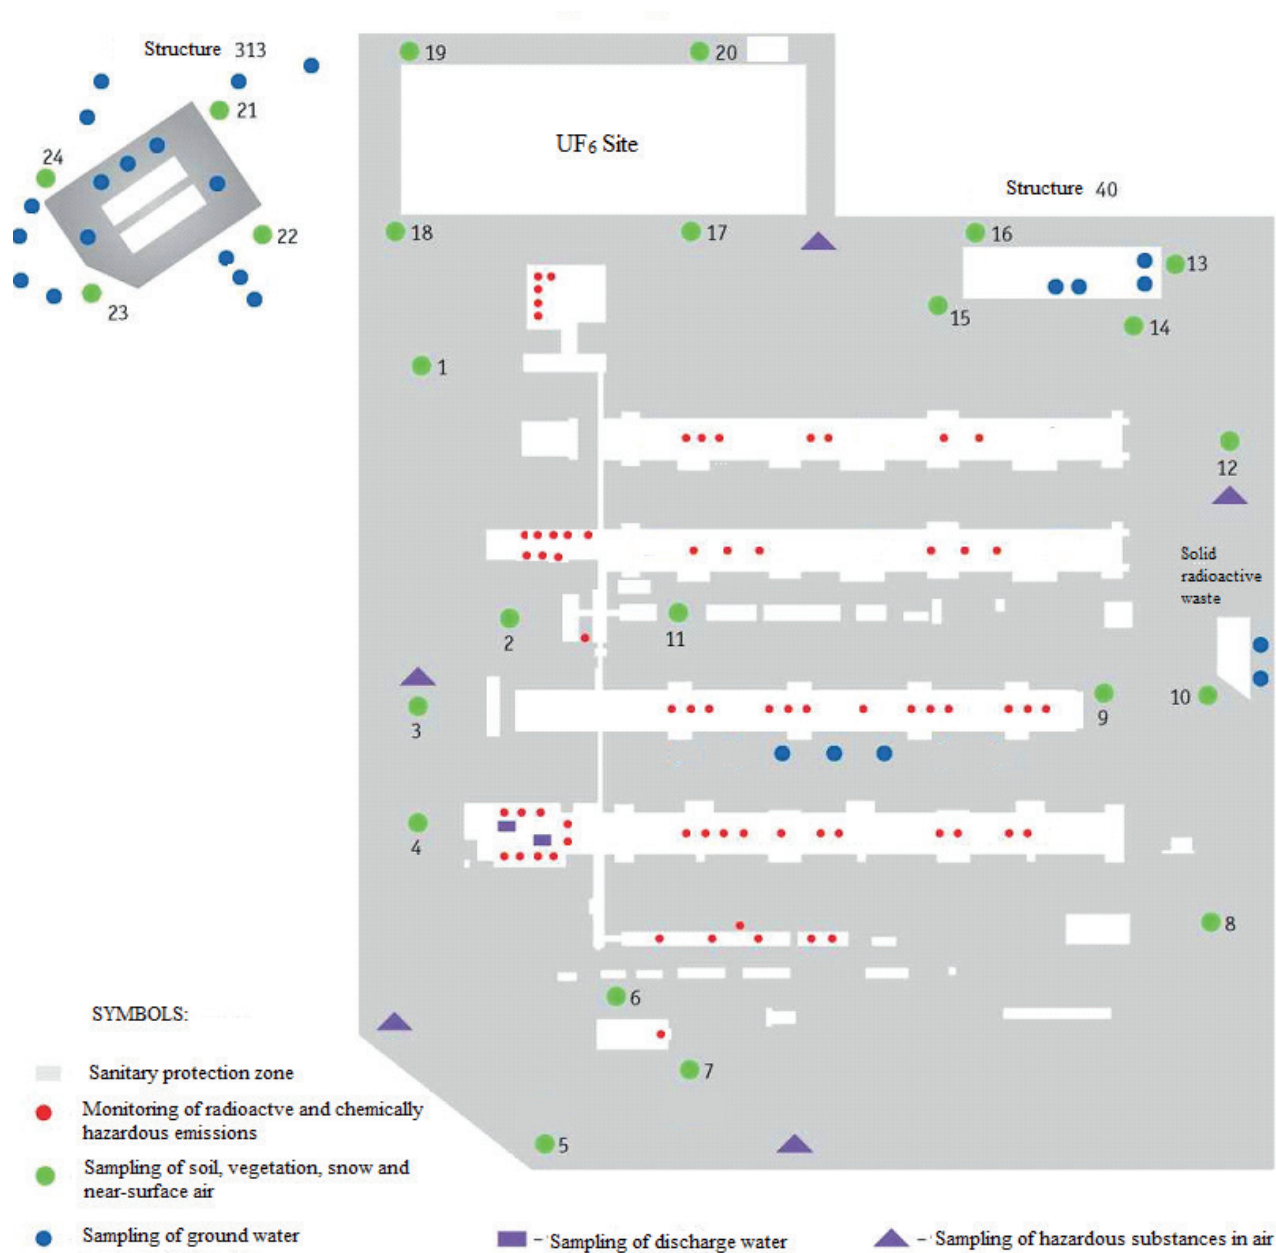 Structure 313
19
20
21
UF6 Site
24
Structure 40
22
18
17
16
13
23
15
14
1
12
Solid
radioactive
waste
2
11
3
9
10
4
8
6
7
5
SYMBOLS:
Sanitary protection zone
Monitoring of radioactve and chemically
hazardous emissions
Sampling of soil, vegetation, snow and
near-surface air
Sampling of ground water
– Sampling of discharge water
– Sampling of hazardous substances in air